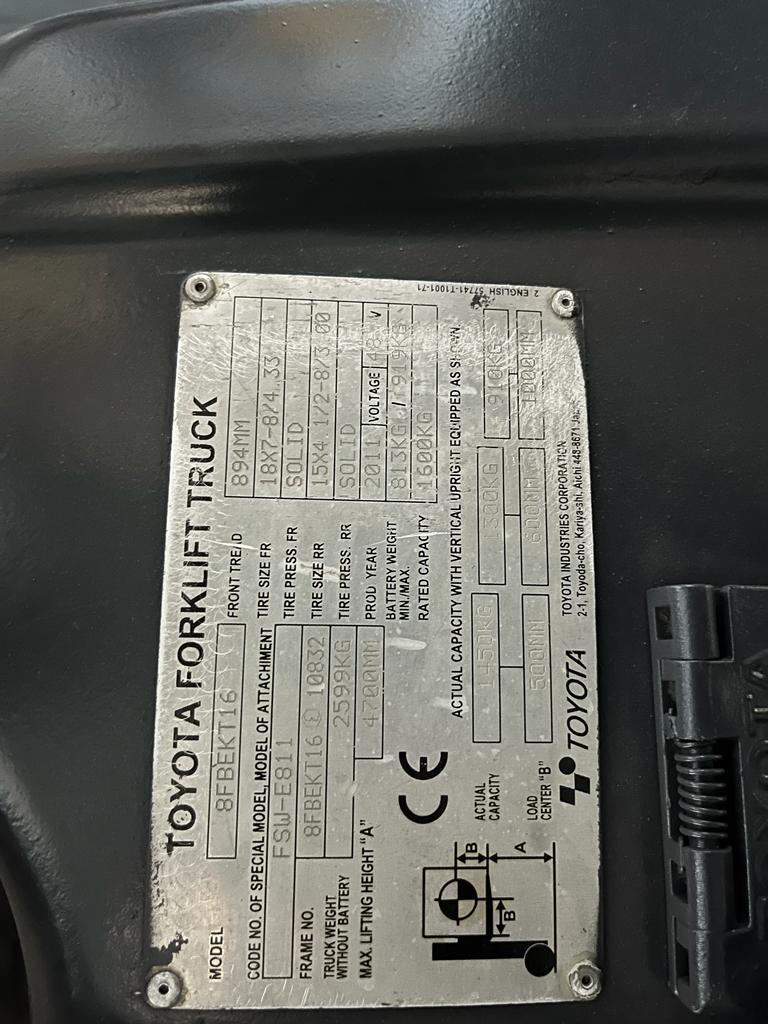 TOYOTA FORKLIFT TRUCK
MODEL 8FBEKT16
FRONT TREAD 894MM
CODE NO. OF SPECIAL MODEL, MODEL OF ATTACHMENT
FSW-E811
TIRE SIZE FR 18X7-8/4.33
TIRE PRESS. FR SOLID
FRAME NO. 8FBEKT16 10832
TIRE SIZE RR 15X4 1/2-8/3.00
TRUCK WEIGHT WITHOUT BATTERY 2599KG
TIRE PRESS. RR SOLID
MAX. LIFTING HEIGHT "A" 4700MM
PROD YEAR 2011 VOLTAGE 48 V
BATTERY WEIGHT MIN./MAX. 813KG / 919KG
RATED CAPACITY 1600KG
CE
ACTUAL CAPACITY WITH VERTICAL UPRIGHT EQUIPPED AS SHOWN
ACTUAL CAPACITY 1450KG 1300KG 910KG
LOAD CENTER "B" 500MM 600MM 1000MM
B
B
A
TOYOTA
TOYOTA INDUSTRIES CORPORATION
2-1, Toyoda-cho, Kariya-shi, Aichi 448-8671
2 ENGLISH 57741-T1001-71
TOYOTA